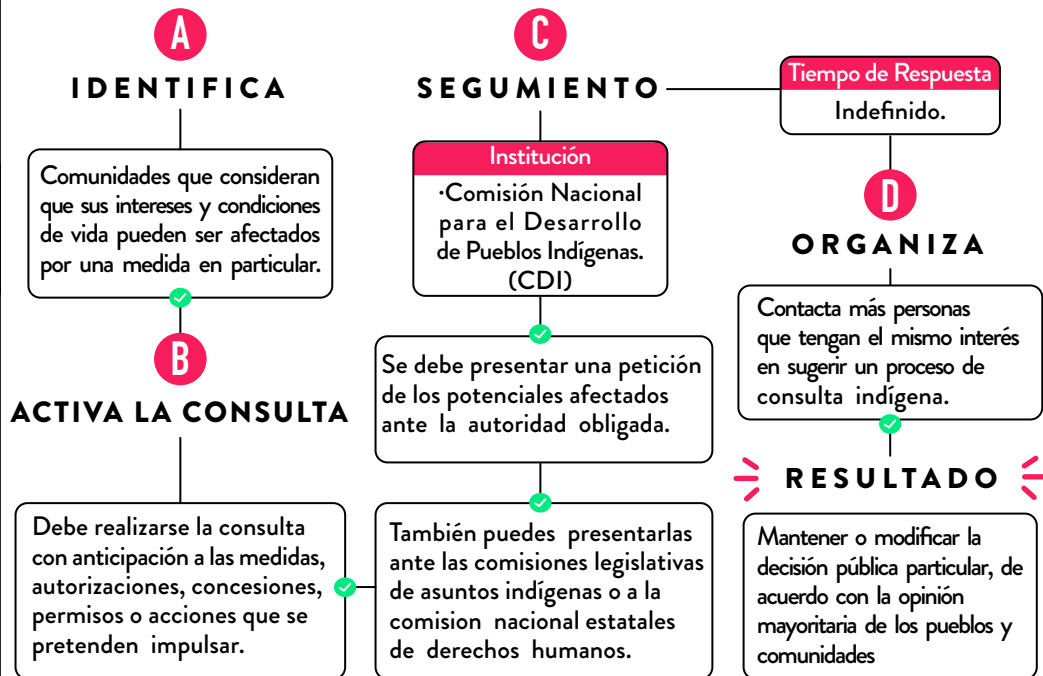 A
IDENTIFICA
Comunidades que consideran
que sus intereses y condiciones
de vida pueden ser afectados
por una medida en particular.
B
ACTIVA LA CONSULTA
Debe realizarse la consulta
con anticipación a las medidas,
autorizaciones, concesiones,
permisos o acciones que se
pretenden impulsar.
C
SEGUMIENTO
Institución
·Comisión Nacional
para el Desarrollo
de Pueblos Indígenas.
(CDI)
Se debe presentar una petición
de los potenciales afectados
ante la autoridad obligada.
También puedes presentarlas
ante las comisiones legislativas
de asuntos indígenas o a la
comision nacional estatales
de derechos humanos.
Tiempo de Respuesta
Indefinido.
D
ORGANIZA
Contacta más personas
que tengan el mismo interés
en sugerir un proceso de
consulta indígena.
RESULTADO
Mantener o modificar la
decisión pública particular, de
acuerdo con la opinión
mayoritaria de los pueblos y
comunidades